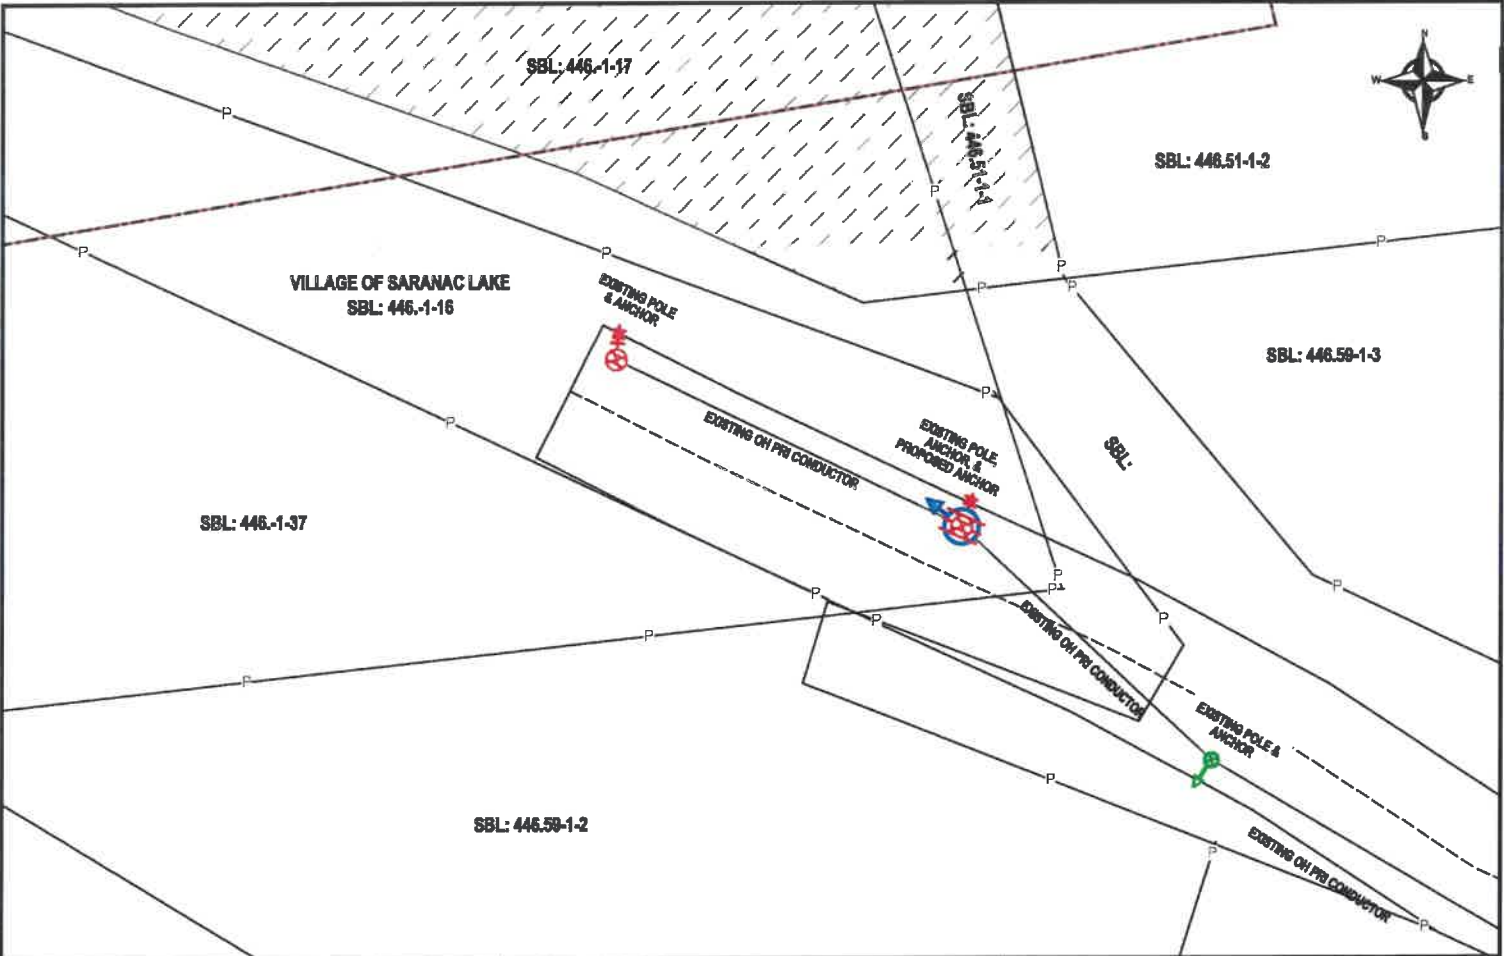 SBL: 446.-1-17
N
W
E
S
SBL: 446.51-1-1
SBL: 446.51-1-2
P
P
P
P
P
P
P
P
VILLAGE OF SARANAC LAKE
SBL: 446.-1-16
EXISTING POLE
& ANCHOR
SBL: 446.59-1-3
P
P
EXISTING OH PRI CONDUCTOR
EXISTING POLE,
ANCHOR, &
PROPOSED ANCHOR
SBL:
SBL: 446.-1-37
P
P
P
P
P
P
P
P
EXISTING OH PRI CONDUCTOR
EXISTING POLE &
ANCHOR
P
SBL: 446.59-1-2
P
EXISTING OH PRI CONDUCTOR
P